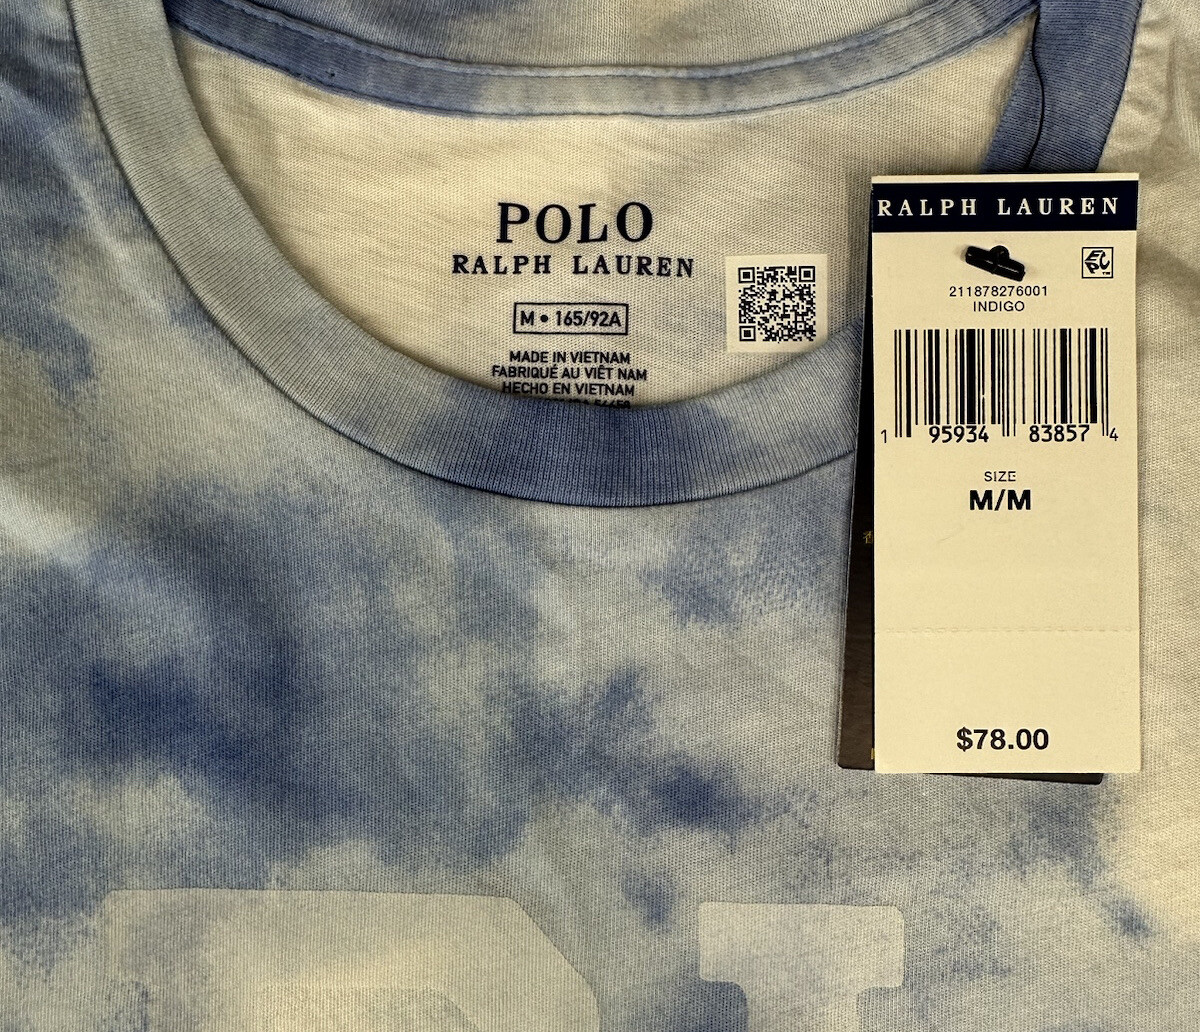 POLO
RALPH LAUREN
M • 165/92A
MADE IN VIETNAM
FABRIQUÉ AU VIÊT NAM
HECHO EN VIETNAM
RALPH LAUREN
211878276001
INDIGO
1 95934 83857 4
SIZE
M/M
$78.00